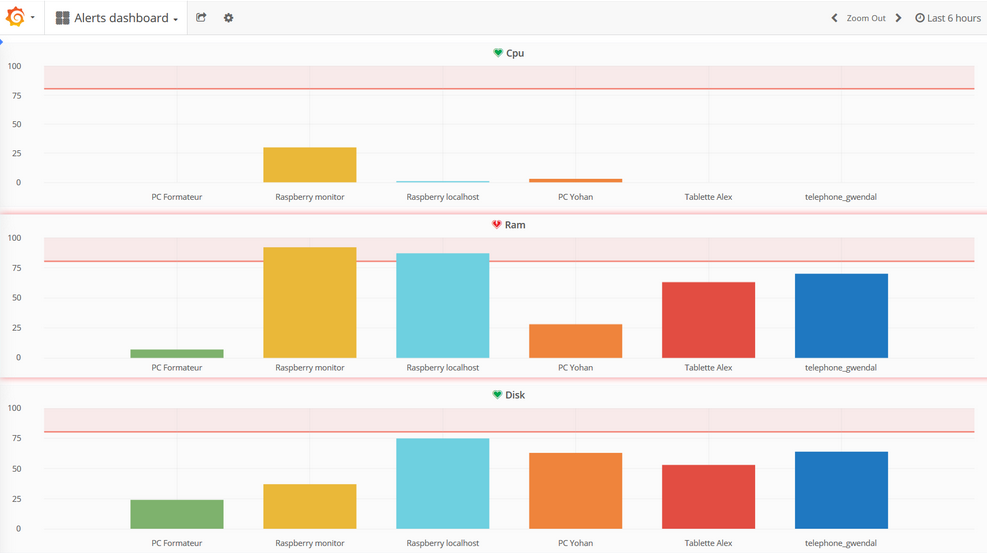 Alerts dashboard
Zoom Out
Last 6 hours
Cpu
100
75
50
25
0
PC Formateur Raspberry monitor Raspberry localhost PC Yohan Tablette Alex telephone_gwendal
Ram
100
75
50
25
0
PC Formateur Raspberry monitor Raspberry localhost PC Yohan Tablette Alex telephone_gwendal
Disk
100
75
50
25
0
PC Formateur Raspberry monitor Raspberry localhost PC Yohan Tablette Alex telephone_gwendal